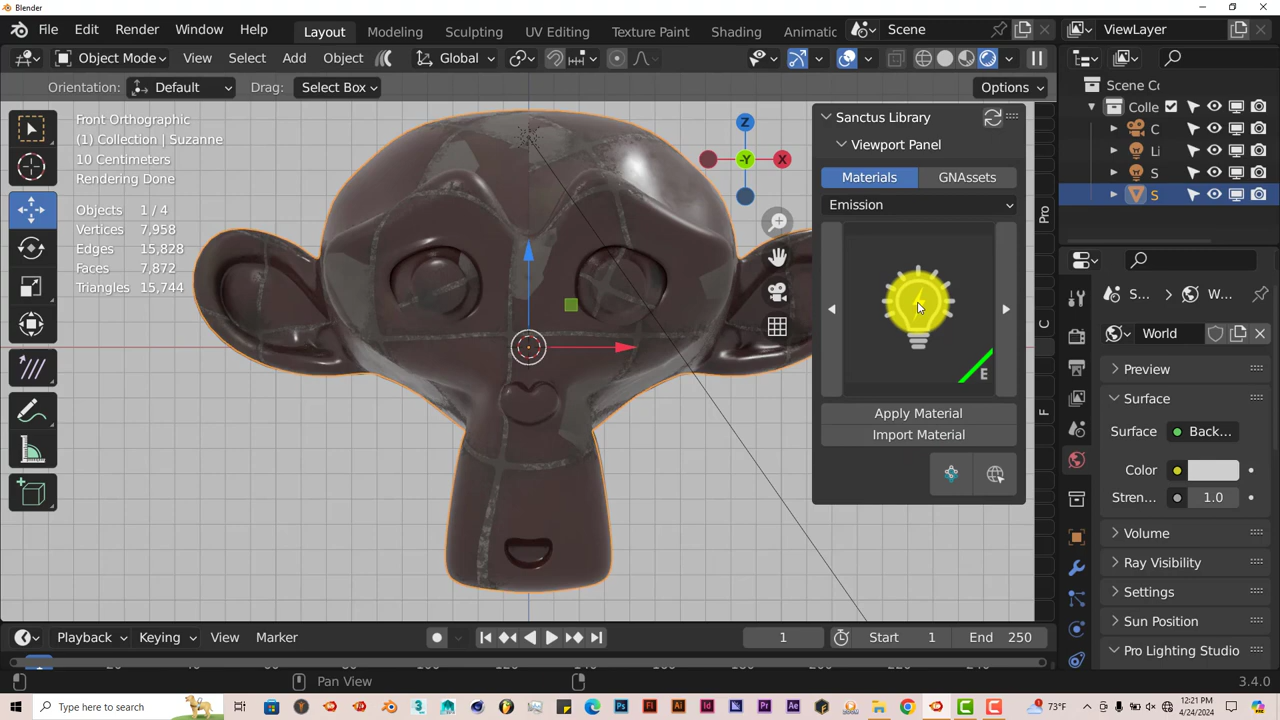 Blender
File Edit Render Window Help Layout Modeling Sculpting UV Editing Texture Paint Shading Animatic Scene ViewLayer
Object Mode View Select Add Object Global
Orientation: Default Drag: Select Box Options
Scene Co
Colle
C
Li
S
S
Front Orthographic
(1) Collection | Suzanne
10 Centimeters
Rendering Done
Objects 1 / 4
Vertices 7,958
Edges 15,828
Faces 7,872
Triangles 15,744
Z
-Y
X
Sanctus Library
Viewport Panel
Materials GNAssets
Emission
E
Apply Material
Import Material
Pro
C
F
S... W...
World
Preview
Surface
Surface Back...
Color
Stren... 1.0
Volume
Ray Visibility
Settings
Sun Position
Pro Lighting Studio
Playback Keying View Marker 1 Start 1 End 250
Pan View 3.4.0
Type here to search 73°F 12:21 PM
4/24/2024